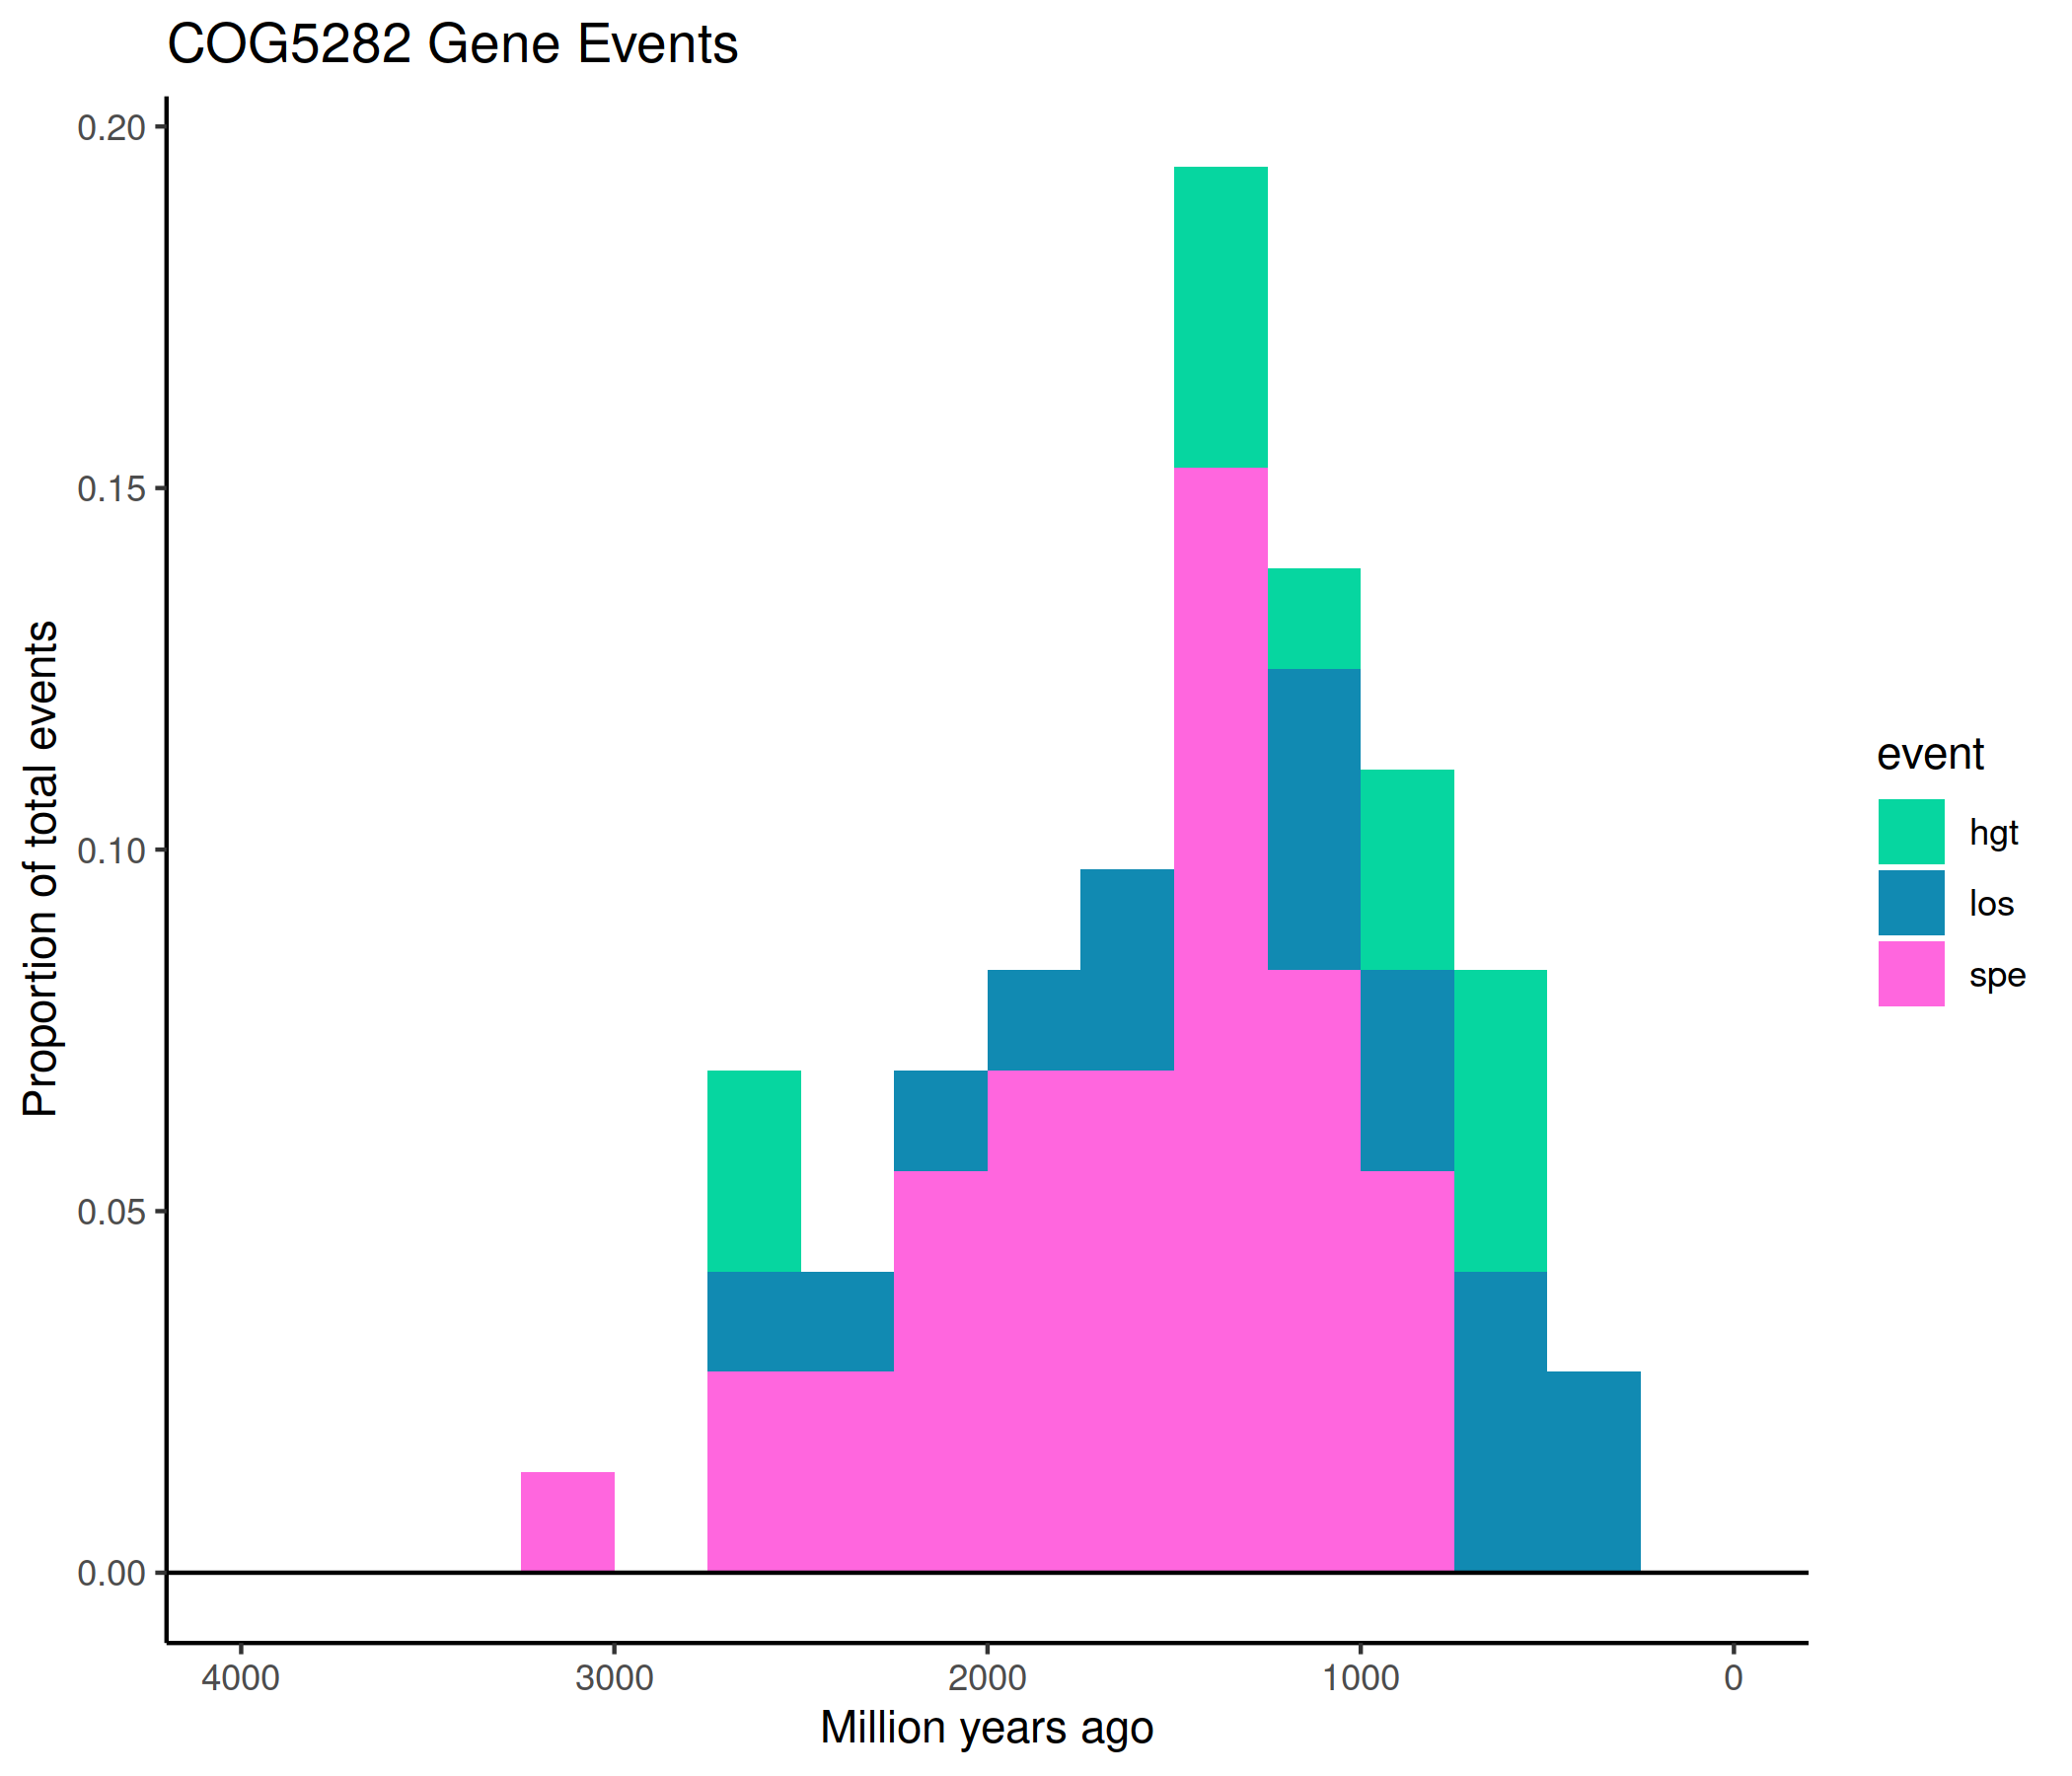 COG5282 Gene Events
0.20
0.15
0.10
0.05
0.00
Proportion of total events
4000 3000 2000 1000 0
Million years ago
event
hgt
los
spe